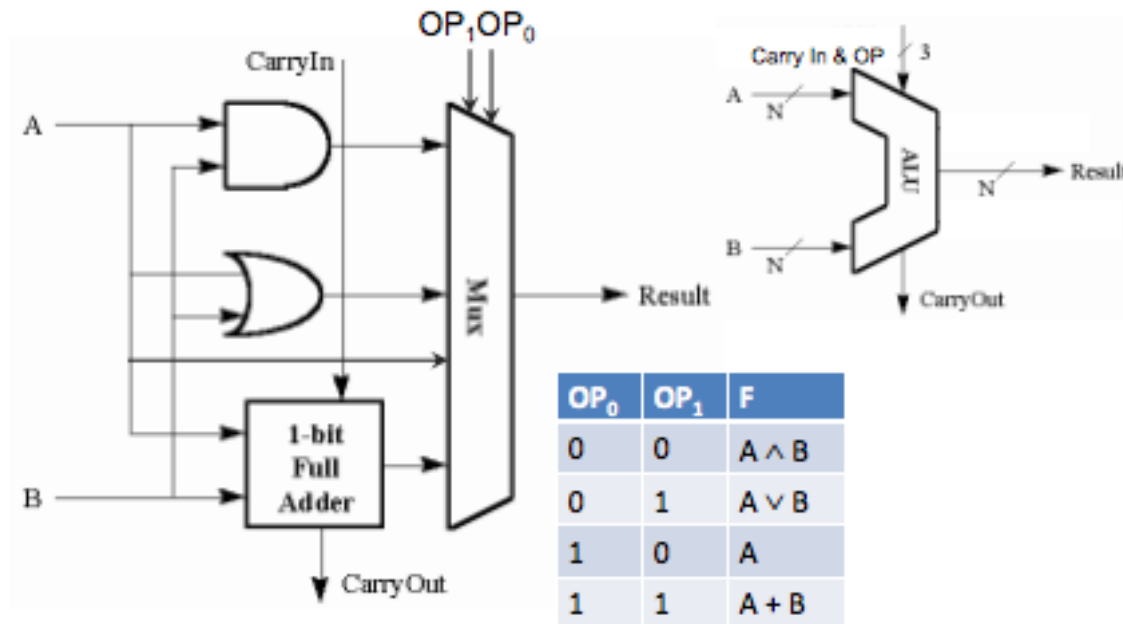 OP₁OP₀
CarryIn
A
B
Mux
Result
1-bit
Full
Adder
CarryOut
Carry In & OP
3
A
N
ALU
N
Result
B
N
CarryOut
OP₀ OP₁ F
0 0 A ∧ B
0 1 A ∨ B
1 0 A
1 1 A + B